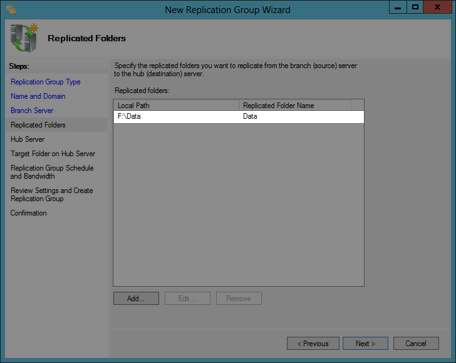 New Replication Group Wizard
Replicated Folders
Steps:
Replication Group Type
Name and Domain
Branch Server
Replicated Folders
Hub Server
Target Folder on Hub Server
Replication Group Schedule
and Bandwidth
Review Settings and Create
Replication Group
Confirmation
Specify the replicated folders you want to replicate from the branch (source) server
to the hub (destination) server.
Replicated folders:
Local Path Replicated Folder Name
F:\Data Data
Add... Edit... Remove
< Previous Next > Cancel